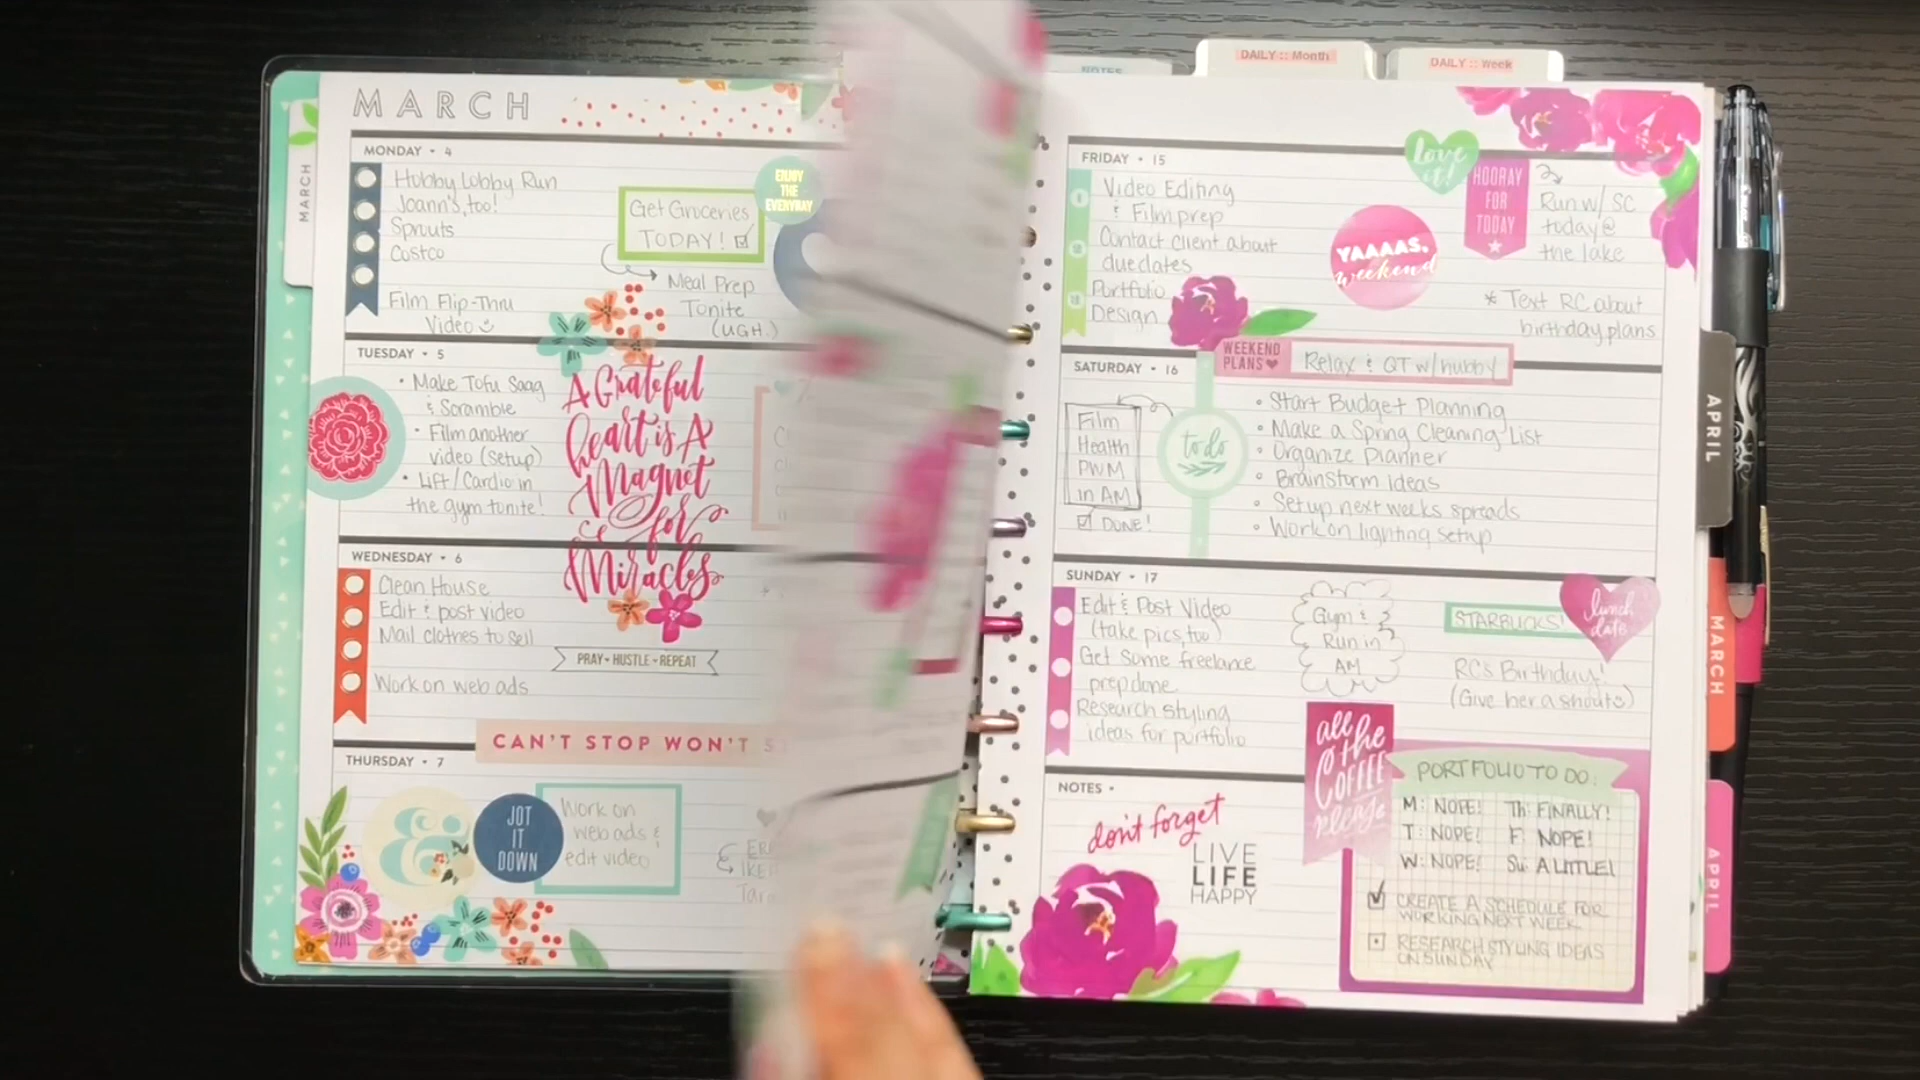 DAILY :: Month
DAILY :: Week
NOTES
MARCH
MARCH
MONDAY • 4
Hobby Lobby Run
Joann's, too!
Sprouts
Costco
Film Flip-Thru
Video
Get Groceries
TODAY!
ENJOY
THE
EVERYDAY
Meal Prep
Tonite
(UGH.)
TUESDAY • 5
• Make Tofu Saag
& Scramble
• Film another
video (setup)
• Lift/Cardio in
the gym tonite!
A Grateful
heart is A
Magnet
for
Miracles
WEDNESDAY • 6
Clean House
Edit & post video
Mail clothes to sell
Work on web ads
PRAY • HUSTLE • REPEAT
CAN'T STOP WON'T
THURSDAY • 7
&
JOT
IT
DOWN
Work on
web ads &
edit video
FRIDAY • 15
Video Editing
& Film prep
Contact client about
due dates
Portfolio
Design
love
it!
HOORAY
FOR
TODAY
Run w/ SC
today @
the lake
YAAAAS,
weekend
* Text RC about
birthday plans
WEEKEND
PLANS
Relax & QT w/ hubby
SATURDAY • 16
Film
Health
PWM
in AM
DONE!
to do
• Start Budget Planning
• Make a Spring Cleaning List
• Organize Planner
• Brainstorm ideas
• Set up next weeks spreads
• Work on lighting setup
SUNDAY • 17
Edit & Post Video
(take pics, too)
Get some freelance
prep done
Research styling
ideas for portfolio
Gym &
Run in
AM
STARBUCKS!
lunch
date
RC's Birthday!
(Give her a shout!)
NOTES •
don't forget
LIVE
LIFE
HAPPY
all
the
COFFEE
please
PORTFOLIO TO DO:
M: NOPE! Th: FINALLY!
T: NOPE! F: NOPE!
W: NOPE! Su: A LITTLE!
CREATE A SCHEDULE FOR
WORKING NEXT WEEK
RESEARCH STYLING IDEAS
ON SUNDAY
APRIL
MARCH
APRIL